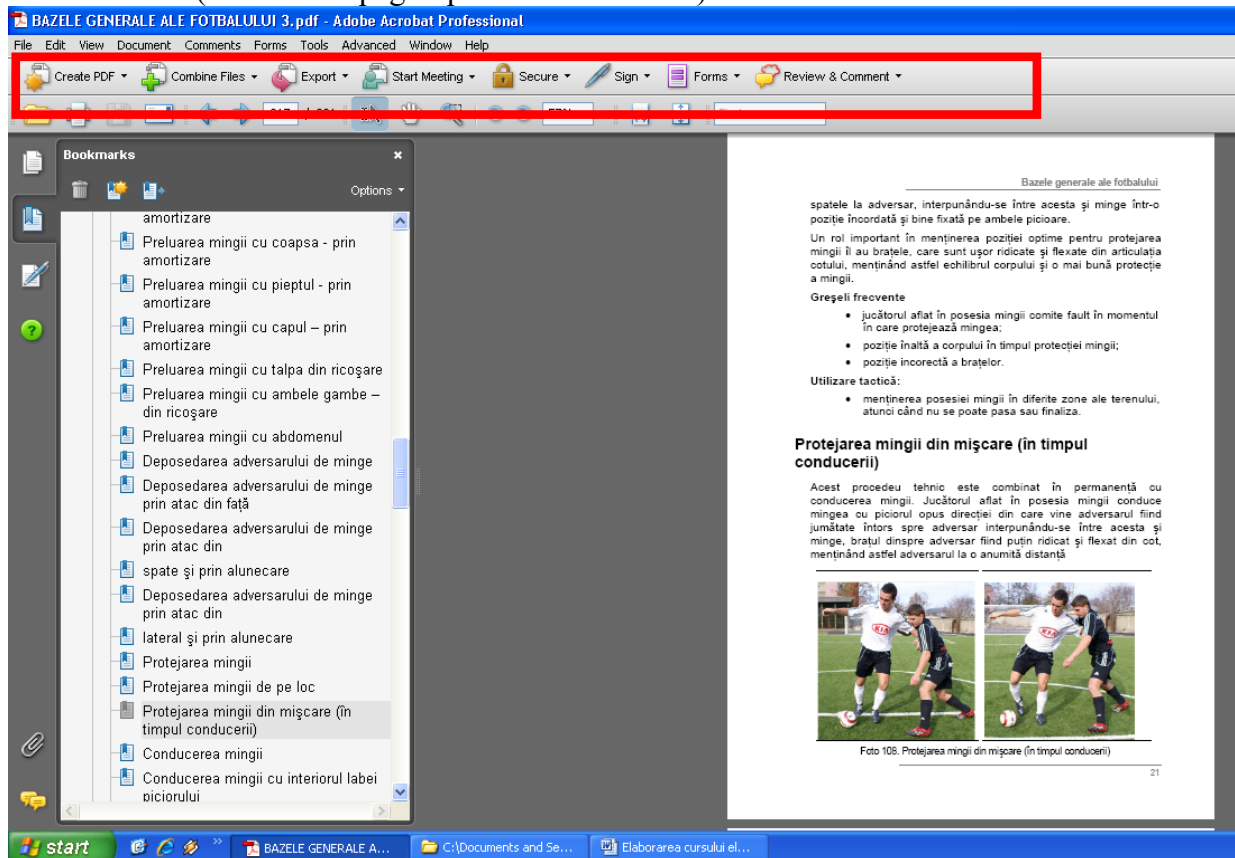 BAZELE GENERALE ALE FOTBALULUI 3.pdf - Adobe Acrobat Professional
File Edit View Document Comments Forms Tools Advanced Window Help
Create PDF Combine Files Export Start Meeting Secure Sign Forms Review & Comment
Bookmarks
Options
amortizare
Preluarea mingii cu coapsa - prin
amortizare
Preluarea mingii cu pieptul - prin
amortizare
Preluarea mingii cu capul – prin
amortizare
Preluarea mingii cu talpa din ricoşare
Preluarea mingii cu ambele gambe –
din ricoşare
Preluarea mingii cu abdomenul
Deposedarea adversarului de minge
Deposedarea adversarului de minge
prin atac din faţă
Deposedarea adversarului de minge
prin atac din
spate şi prin alunecare
Deposedarea adversarului de minge
prin atac din
lateral şi prin alunecare
Protejarea mingii
Protejarea mingii de pe loc
Protejarea mingii din mişcare (în
timpul conducerii)
Conducerea mingii
Conducerea mingii cu interiorul labei
piciorului
Bazele generale ale fotbalului
spatele la adversar, interpunându-se între acesta şi minge într-o
poziţie încordată şi bine fixată pe ambele picioare.
Un rol important în menţinerea poziţiei optime pentru protejarea
mingii îl au braţele, care sunt uşor ridicate şi flexate din articulaţia
cotului, menţinând astfel echilibrul corpului şi o mai bună protecţie
a mingii.
Greşeli frecvente
• jucătorul aflat în posesia mingii comite fault în momentul
în care protejează mingea;
• poziţie înaltă a corpului în timpul protecţiei mingii;
• poziţie incorectă a braţelor.
Utilizare tactică:
• menţinerea posesiei mingii în diferite zone ale terenului,
atunci când nu se poate pasa sau finaliza.
Protejarea mingii din mişcare (în timpul
conducerii)
Acest procedeu tehnic este combinat în permanenţă cu
conducerea mingii. Jucătorul aflat în posesia mingii conduce
mingea cu piciorul opus direcţiei din care vine adversarul fiind
jumătate întors spre adversar interpunându-se între acesta şi
minge, braţul dinspre adversar fiind puţin ridicat şi flexat din cot,
menţinând astfel adversarul la o anumită distanţă
KIA
KIA
Foto 108. Protejarea mingii din mişcare (în timpul conducerii)
21
start
BAZELE GENERALE A...
C:\Documents and Se...
Elaborarea cursului el...